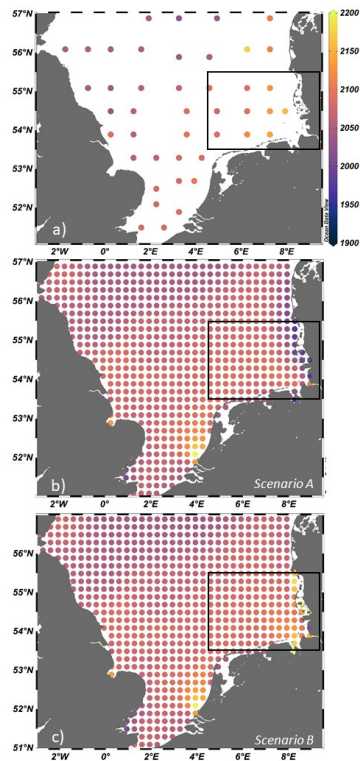 57°N
56°N
55°N
54°N
53°N
52°N
a)
2°W 0° 2°E 4°E 6°E 8°E
2200
2150
2100
2050
2000
1950
1900
Ocean Data View
57°N
56°N
55°N
54°N
53°N
52°N
b)
Scenario A
2°W 0° 2°E 4°E 6°E 8°E
57°N
56°N
55°N
54°N
53°N
52°N
51°N
c)
Scenario B
2°W 0° 2°E 4°E 6°E 8°E